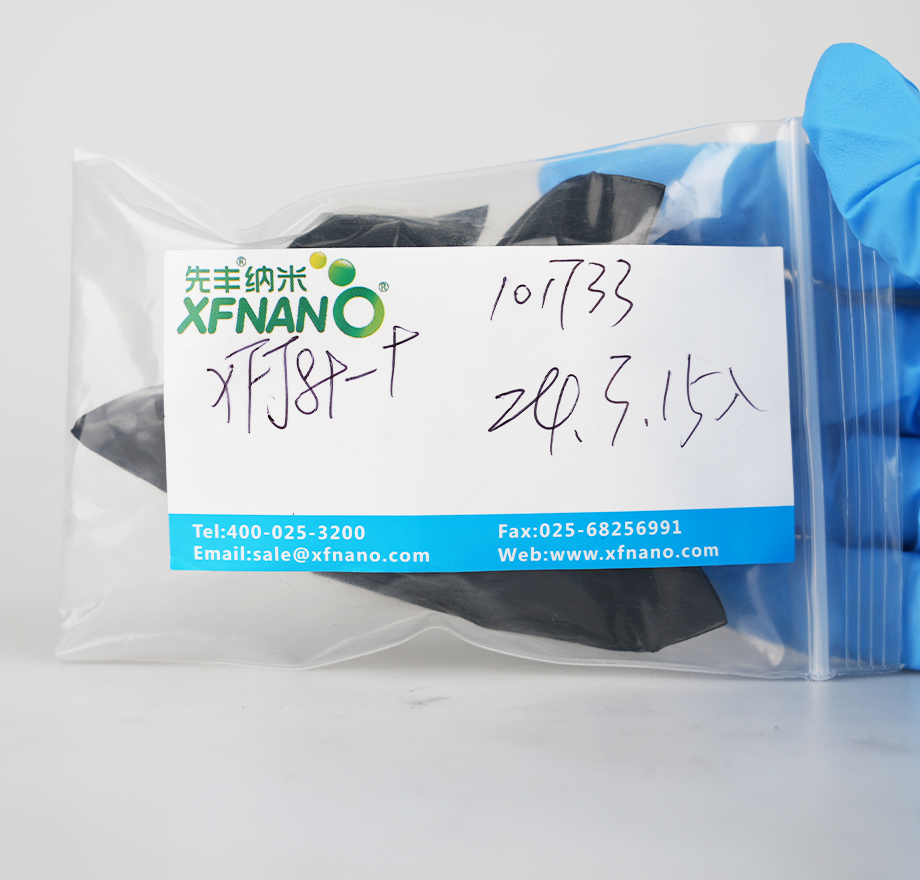 先丰®纳米
XFNANO®
101733
XFJ8P-P
24.3.15入
Tel:400-025-3200
Fax:025-68256991
Email:sale@xfnano.com
Web:www.xfnano.com